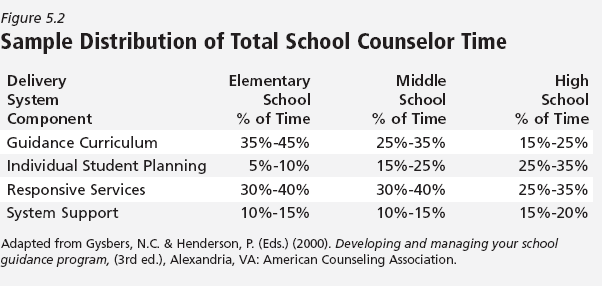 Figure 5.2
Sample Distribution of Total School Counselor Time
Delivery Elementary Middle High
System School School School
Component % of Time % of Time % of Time
Guidance Curriculum 35%-45% 25%-35% 15%-25%
Individual Student Planning 5%-10% 15%-25% 25%-35%
Responsive Services 30%-40% 30%-40% 25%-35%
System Support 10%-15% 10%-15% 15%-20%
Adapted from Gysbers, N.C. & Henderson, P. (Eds.) (2000). Developing and managing your school
guidance program, (3rd ed.), Alexandria, VA: American Counseling Association.